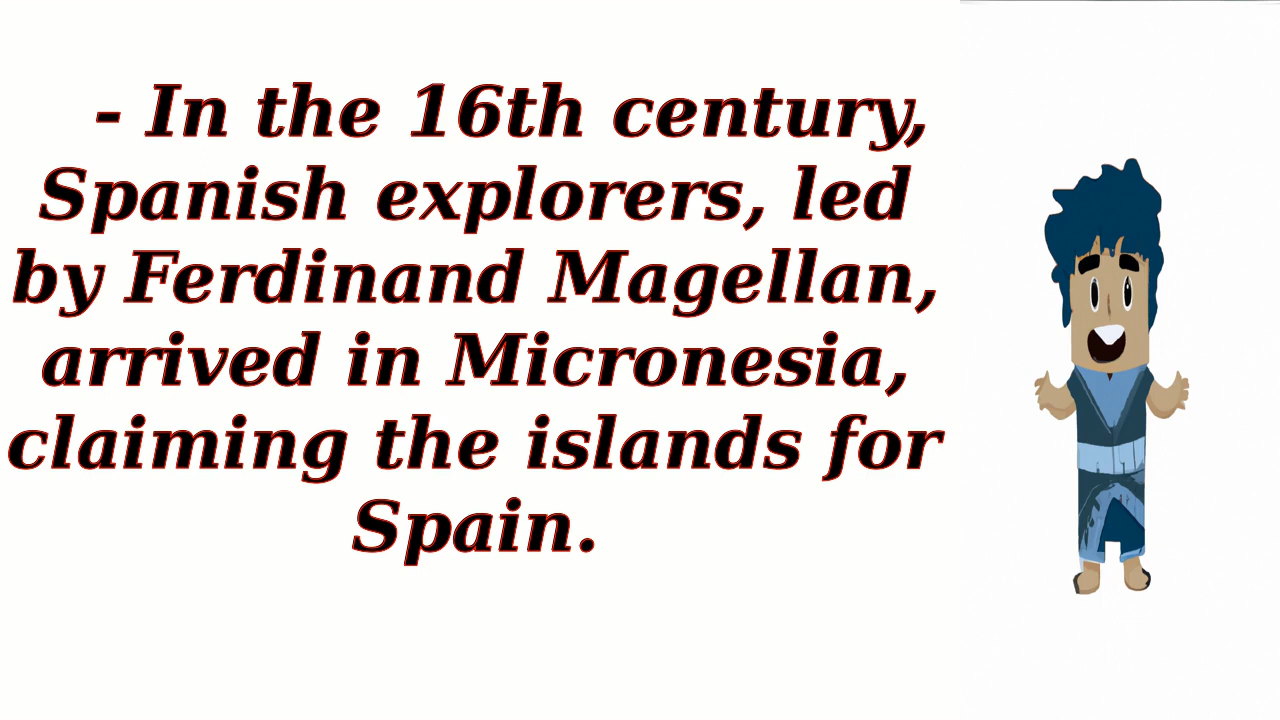 - In the 16th century,
Spanish explorers, led
by Ferdinand Magellan,
arrived in Micronesia,
claiming the islands for
Spain.